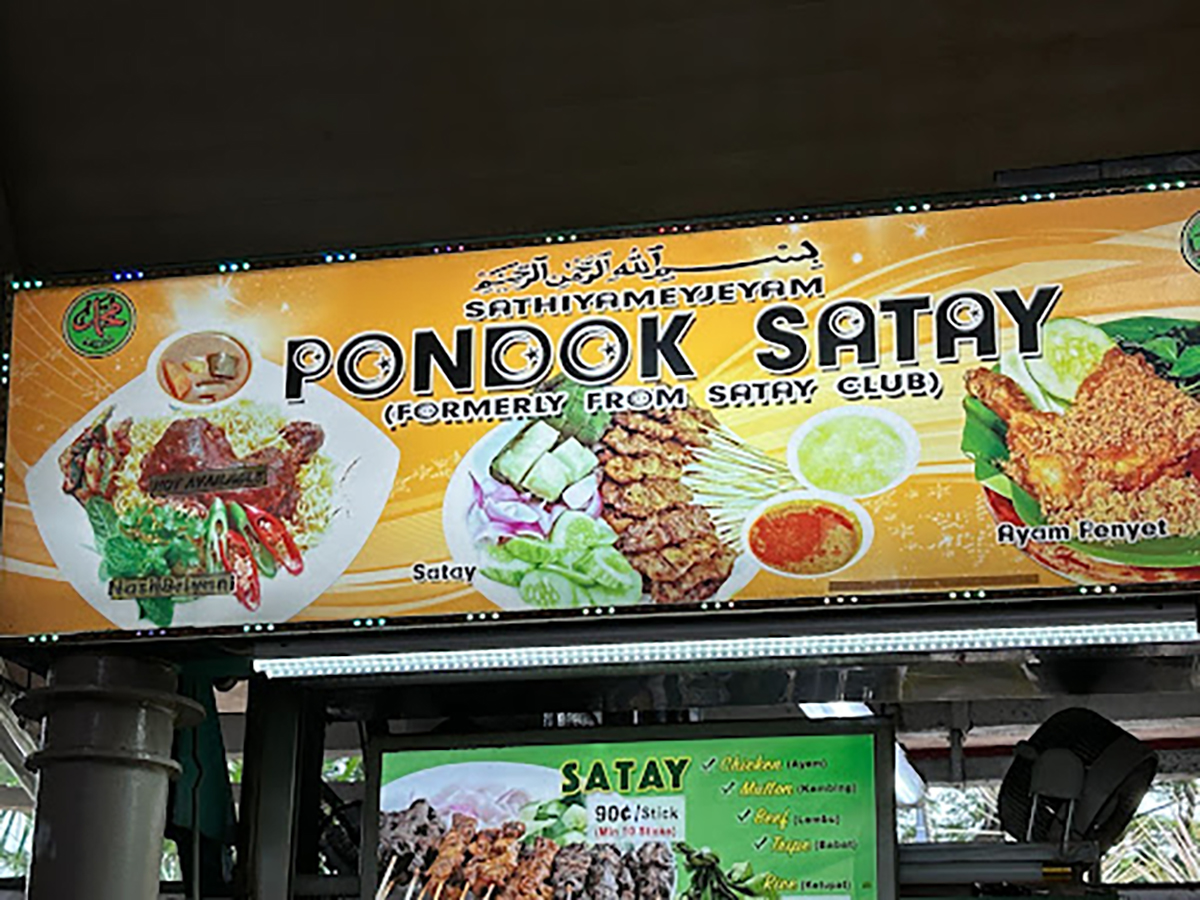 بسم الله الرحمن الرحيم
SATHIYAMEYJEYAM
PONDOK SATAY
(FORMERLY FROM SATAY CLUB)
محمد
NOT AVAILABLE
Nasi Briyani
Satay
Ayam Penyet
SATAY
90¢/Stick
(Min 10 Sticks)
✓ Chicken (Ayam)
✓ Mutton (Kambing)
✓ Beef (Lembu)
✓ Tripe (Babat)
Rice (Ketupat)